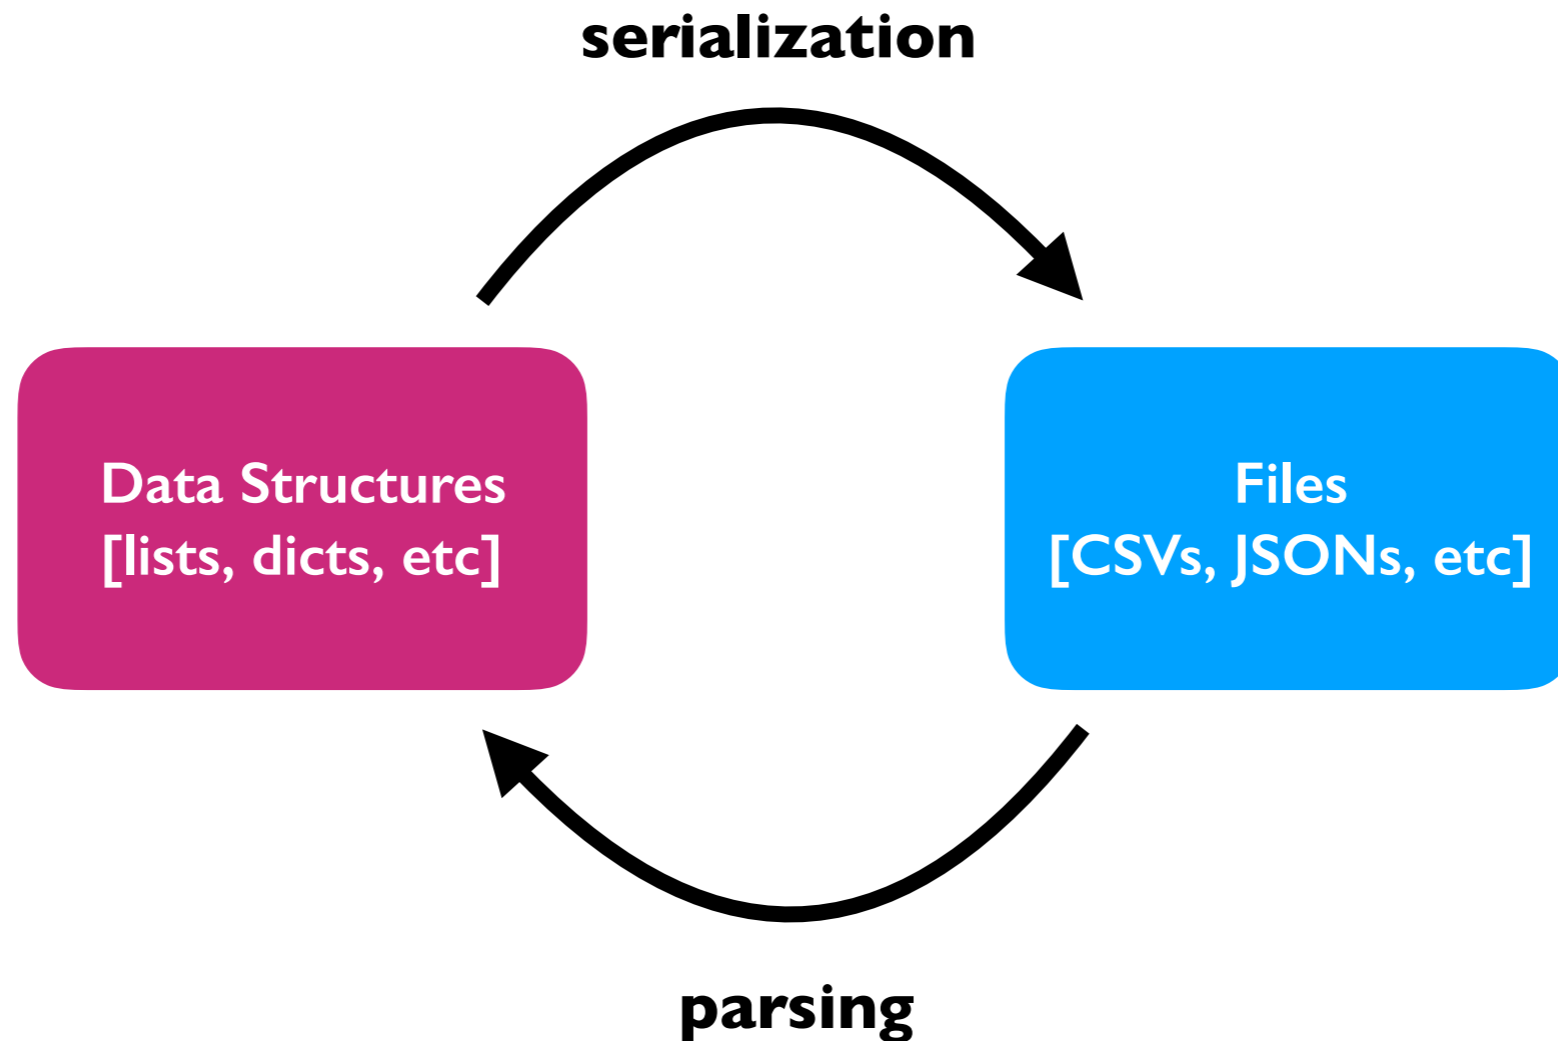 serialization
Data Structures
[lists, dicts, etc]
Files
[CSVs, JSONs, etc]
parsing